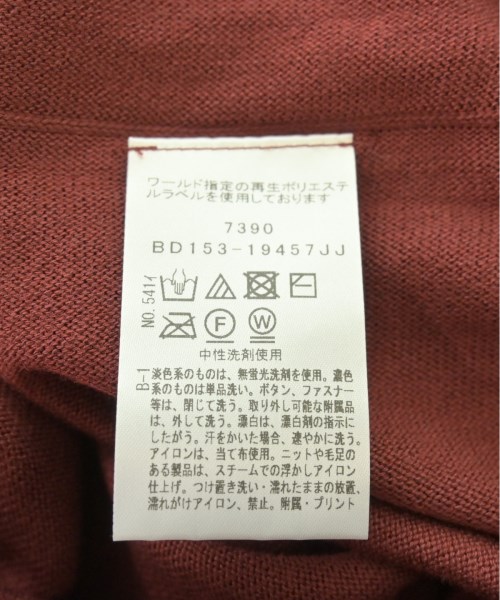 ワールド指定の再生ポリエステ
ルラベルを使用しております
7390
BD153-19457JJ
NO.541イ
F
W
中性洗剤使用
B-1
淡色系のものは、無蛍光洗剤を使用。濃色
系のものは単品洗い。ボタン、ファスナー
等は、閉じて洗う。取り外し可能な附属品
は、外して洗う。漂白は、漂白剤の指示に
したがう。汗をかいた場合、速やかに洗う。
アイロンは、当て布使用。ニットや毛足の
ある製品は、スチームでの浮かしアイロン
仕上げ。つけ置き洗い・濡れたままの放置、
濡れがけアイロン、禁止。附属・プリント